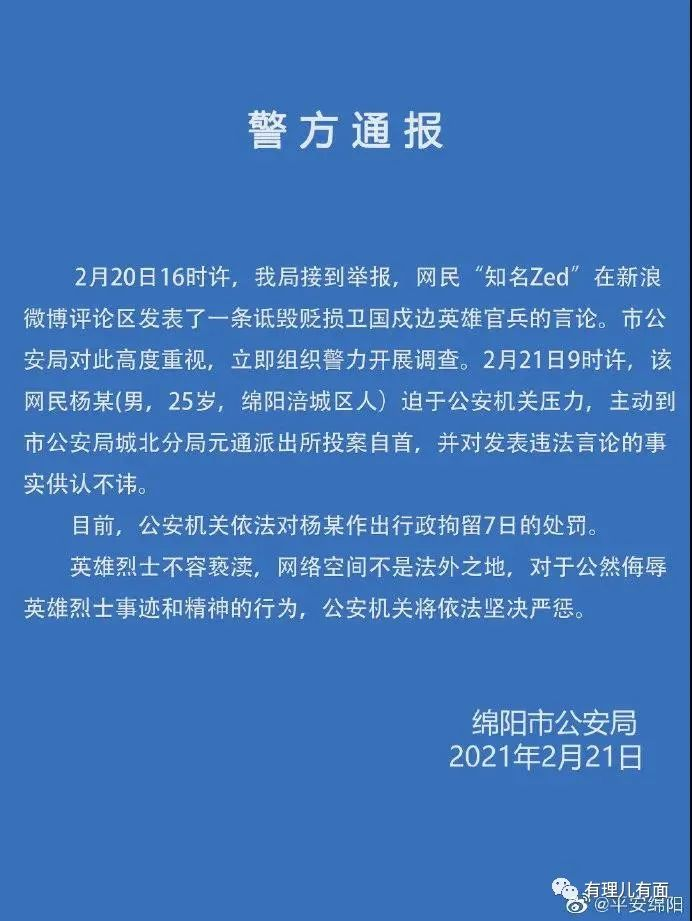 警方通报
2月20日16时许，我局接到举报，网民“知名Zed”在新浪
微博评论区发表了一条诋毁贬损卫国戍边英雄官兵的言论。市公
安局对此高度重视，立即组织警力开展调查。2月21日9时许，该
网民杨某(男，25岁，绵阳涪城区人）迫于公安机关压力，主动到
市公安局城北分局元通派出所投案自首，并对发表违法言论的事
实供认不讳。
目前，公安机关依法对杨某作出行政拘留7日的处罚。
英雄烈士不容亵渎，网络空间不是法外之地，对于公然侮辱
英雄烈士事迹和精神的行为，公安机关将依法坚决严惩。
绵阳市公安局
2021年2月21日
有理儿有面
@平安绵阳